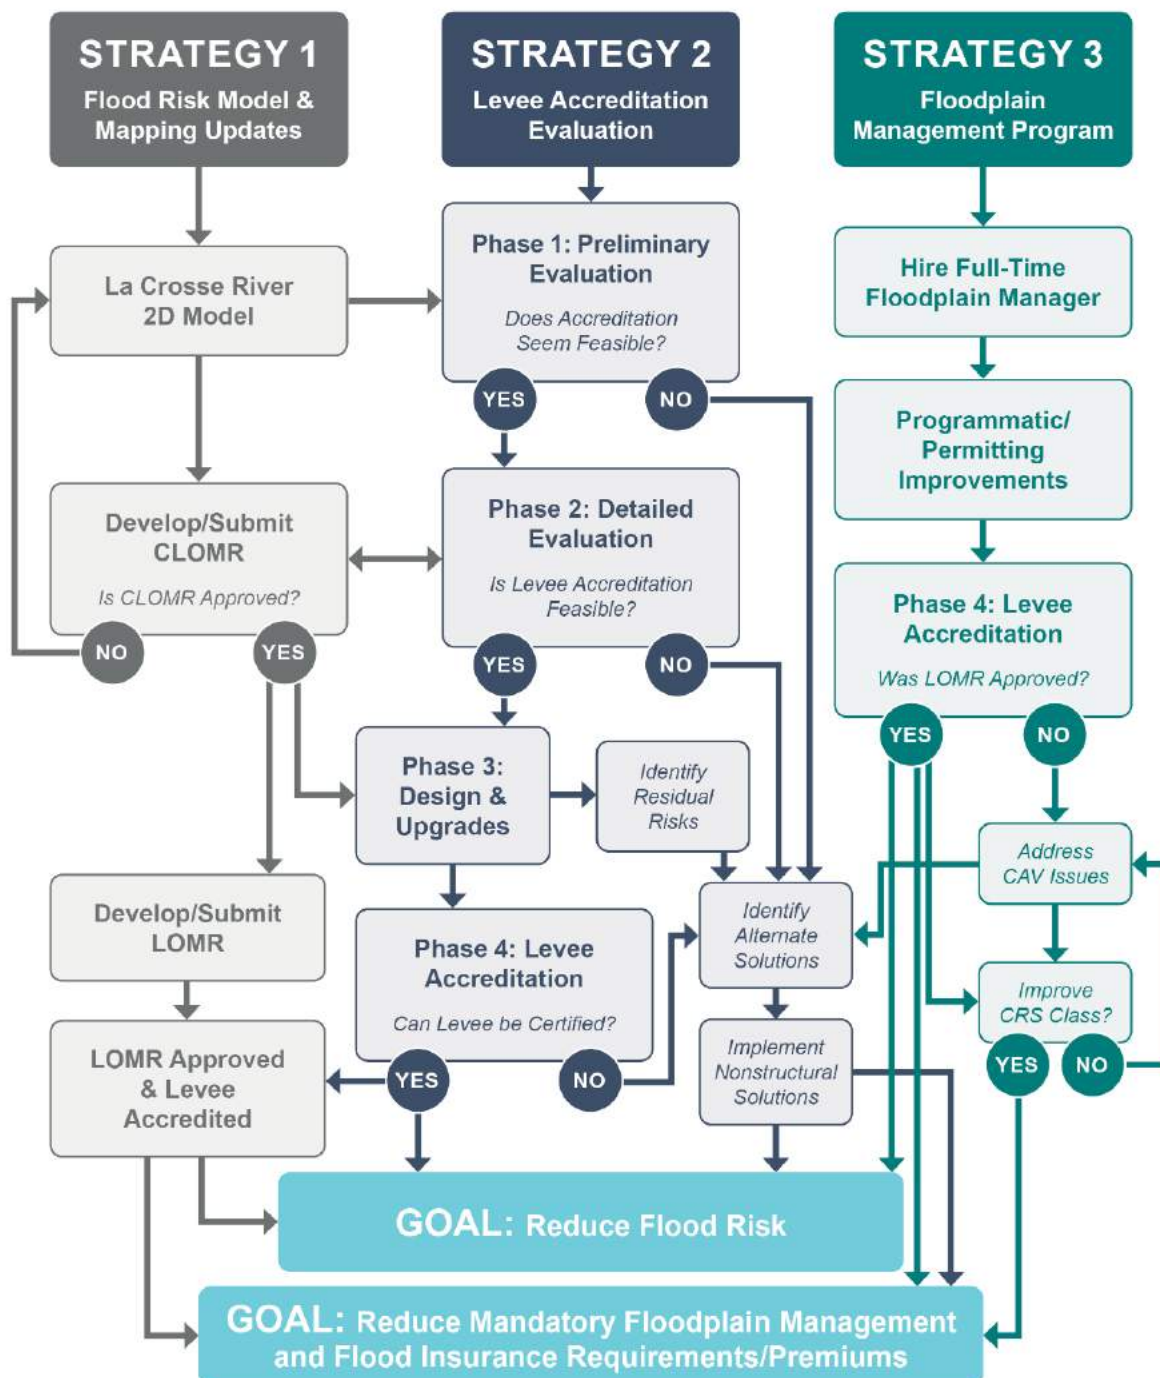 STRATEGY 1
Flood Risk Model &
Mapping Updates
La Crosse River
2D Model
Develop/Submit
CLOMR
Is CLOMR Approved?
NO
YES
Develop/Submit
LOMR
LOMR Approved
& Levee
Accredited
STRATEGY 2
Levee Accreditation
Evaluation
Phase 1: Preliminary
Evaluation
Does Accreditation
Seem Feasible?
YES
NO
Phase 2: Detailed
Evaluation
Is Levee Accreditation
Feasible?
YES
NO
Phase 3:
Design &
Upgrades
Identify
Residual
Risks
Phase 4: Levee
Accreditation
Can Levee be Certified?
YES
NO
Identify
Alternate
Solutions
Implement
Nonstructural
Solutions
STRATEGY 3
Floodplain
Management Program
Hire Full-Time
Floodplain Manager
Programmatic/
Permitting
Improvements
Phase 4: Levee
Accreditation
Was LOMR Approved?
YES
NO
Address
CAV Issues
Improve
CRS Class?
YES
NO
GOAL: Reduce Flood Risk
GOAL: Reduce Mandatory Floodplain Management
and Flood Insurance Requirements/Premiums